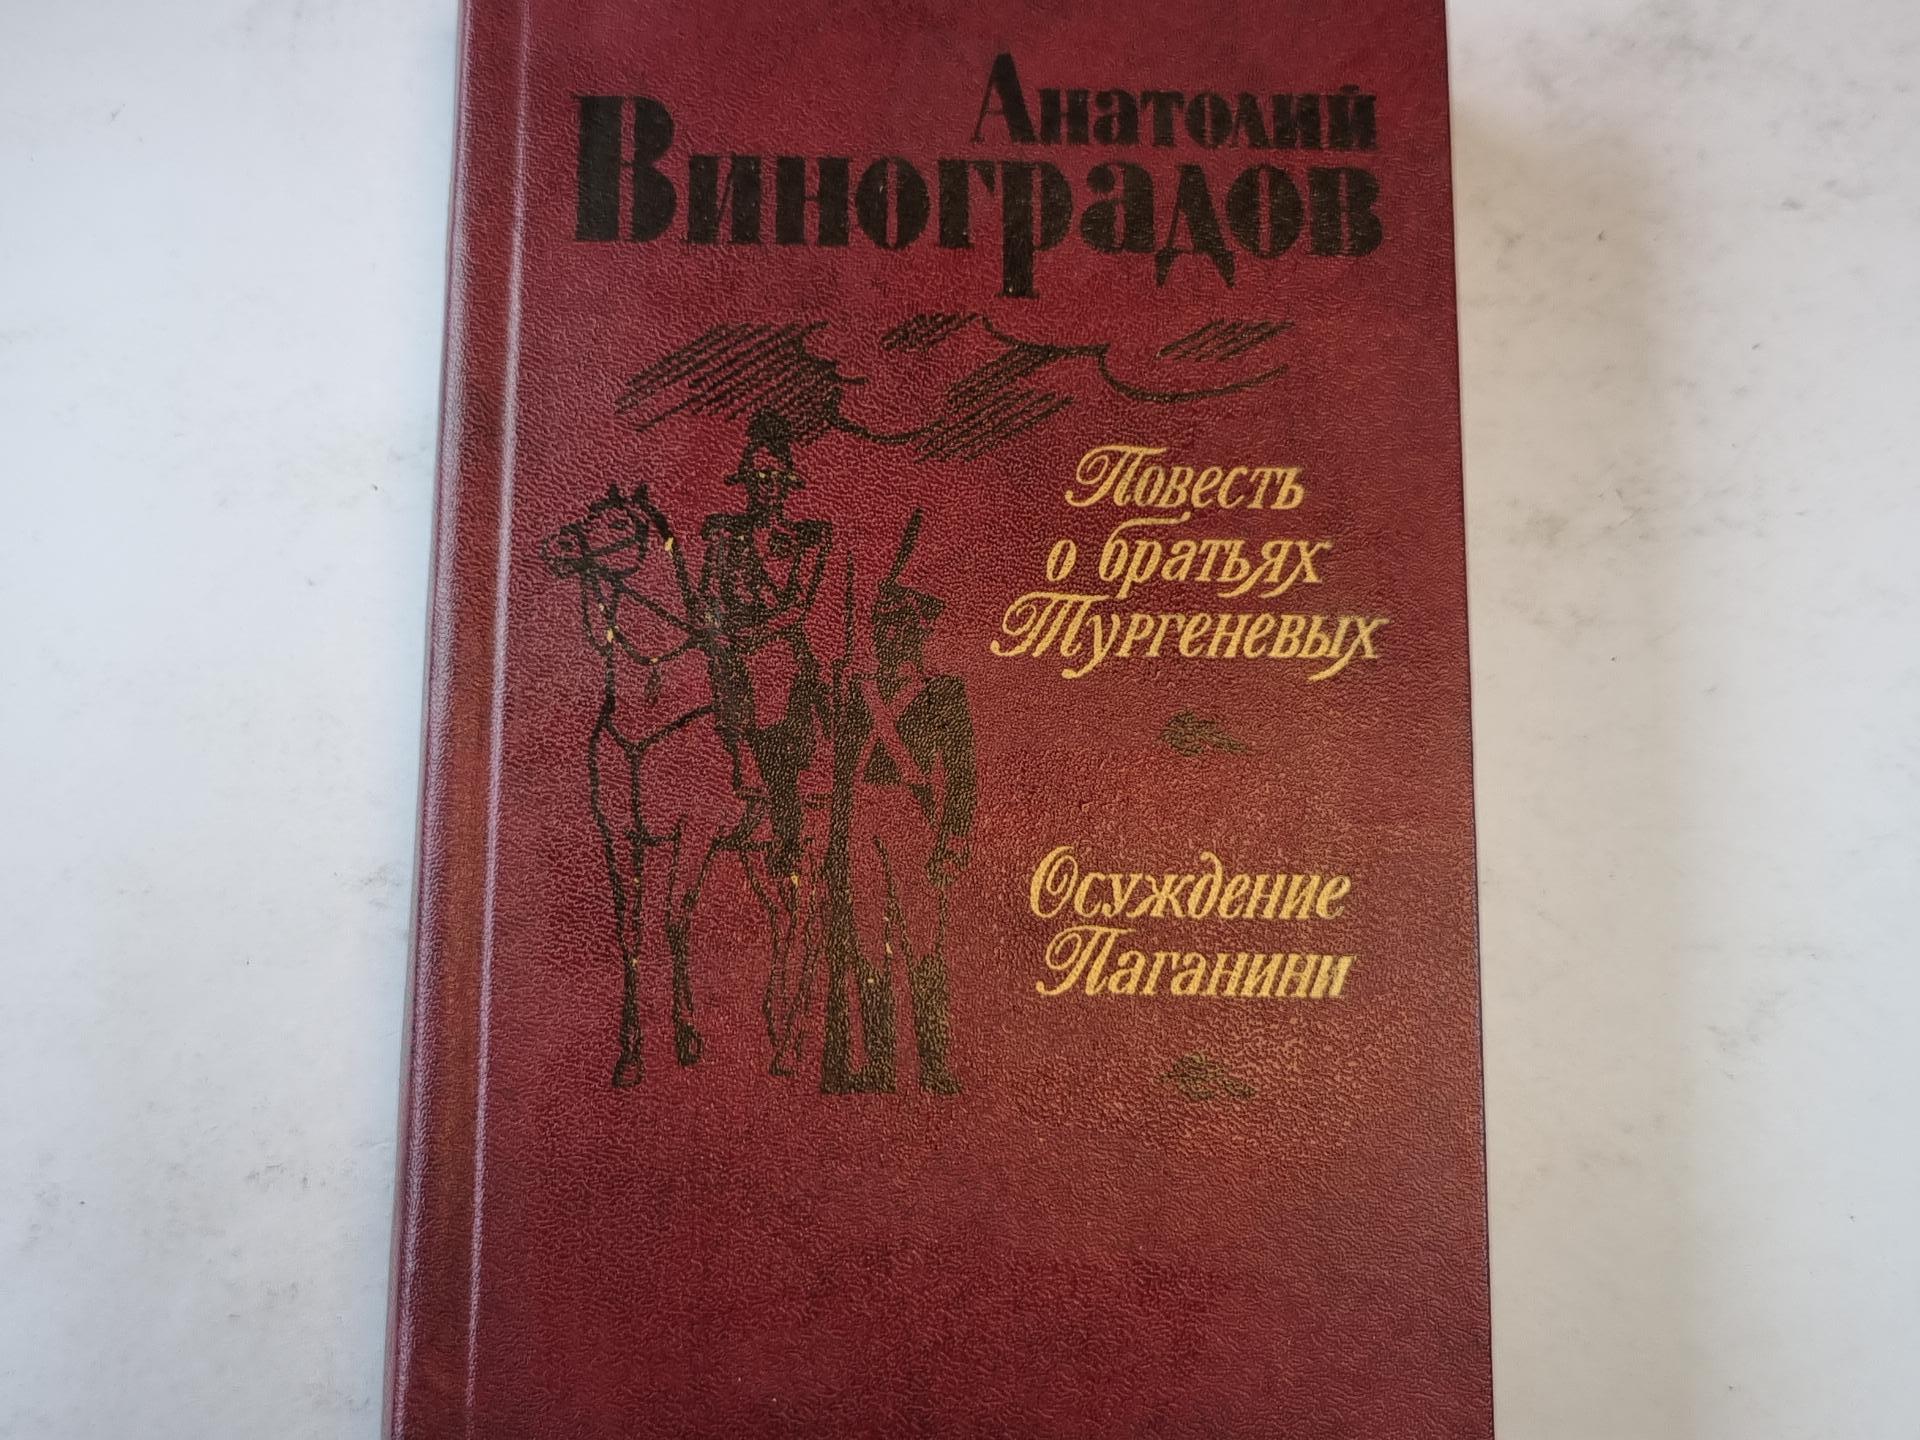 Анатолий
Виноградов
Повесть
о братьях
Тургеневых
Осуждение
Паганини